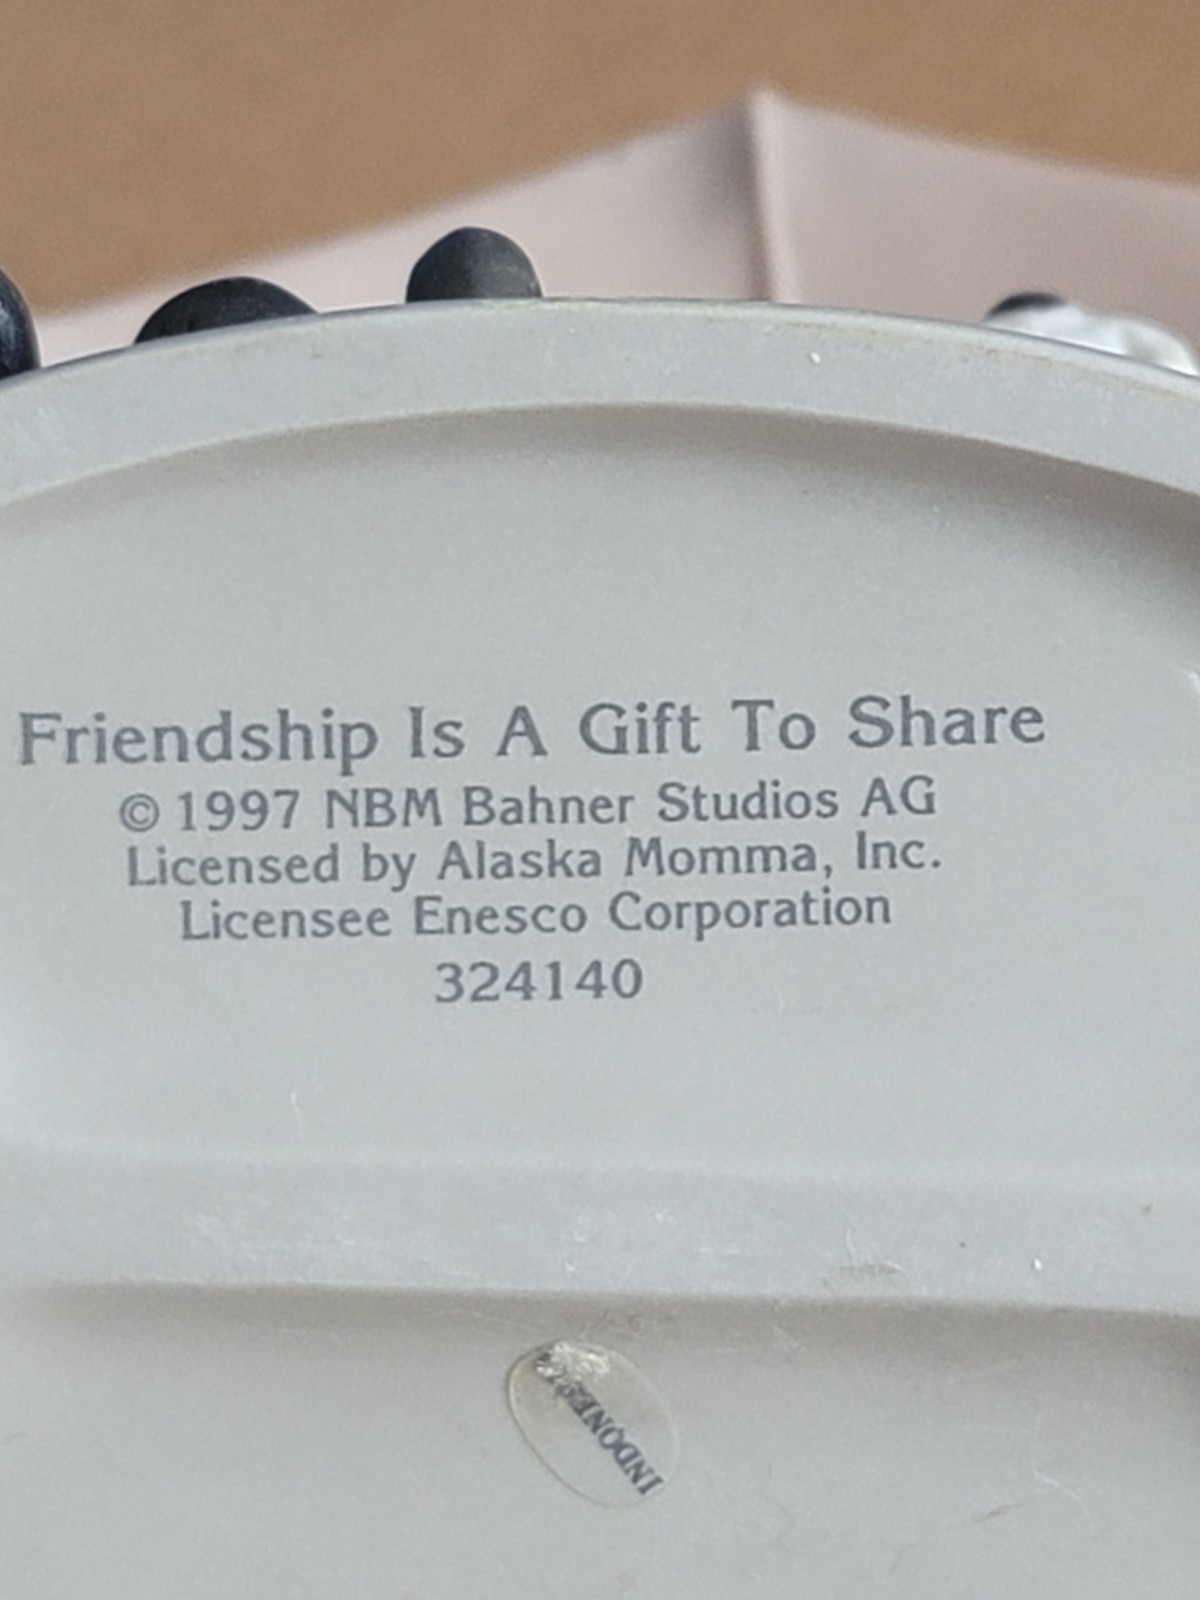 Friendship Is A Gift To Share
© 1997 NBM Bahner Studios AG
Licensed by Alaska Momma, Inc.
Licensee Enesco Corporation
324140